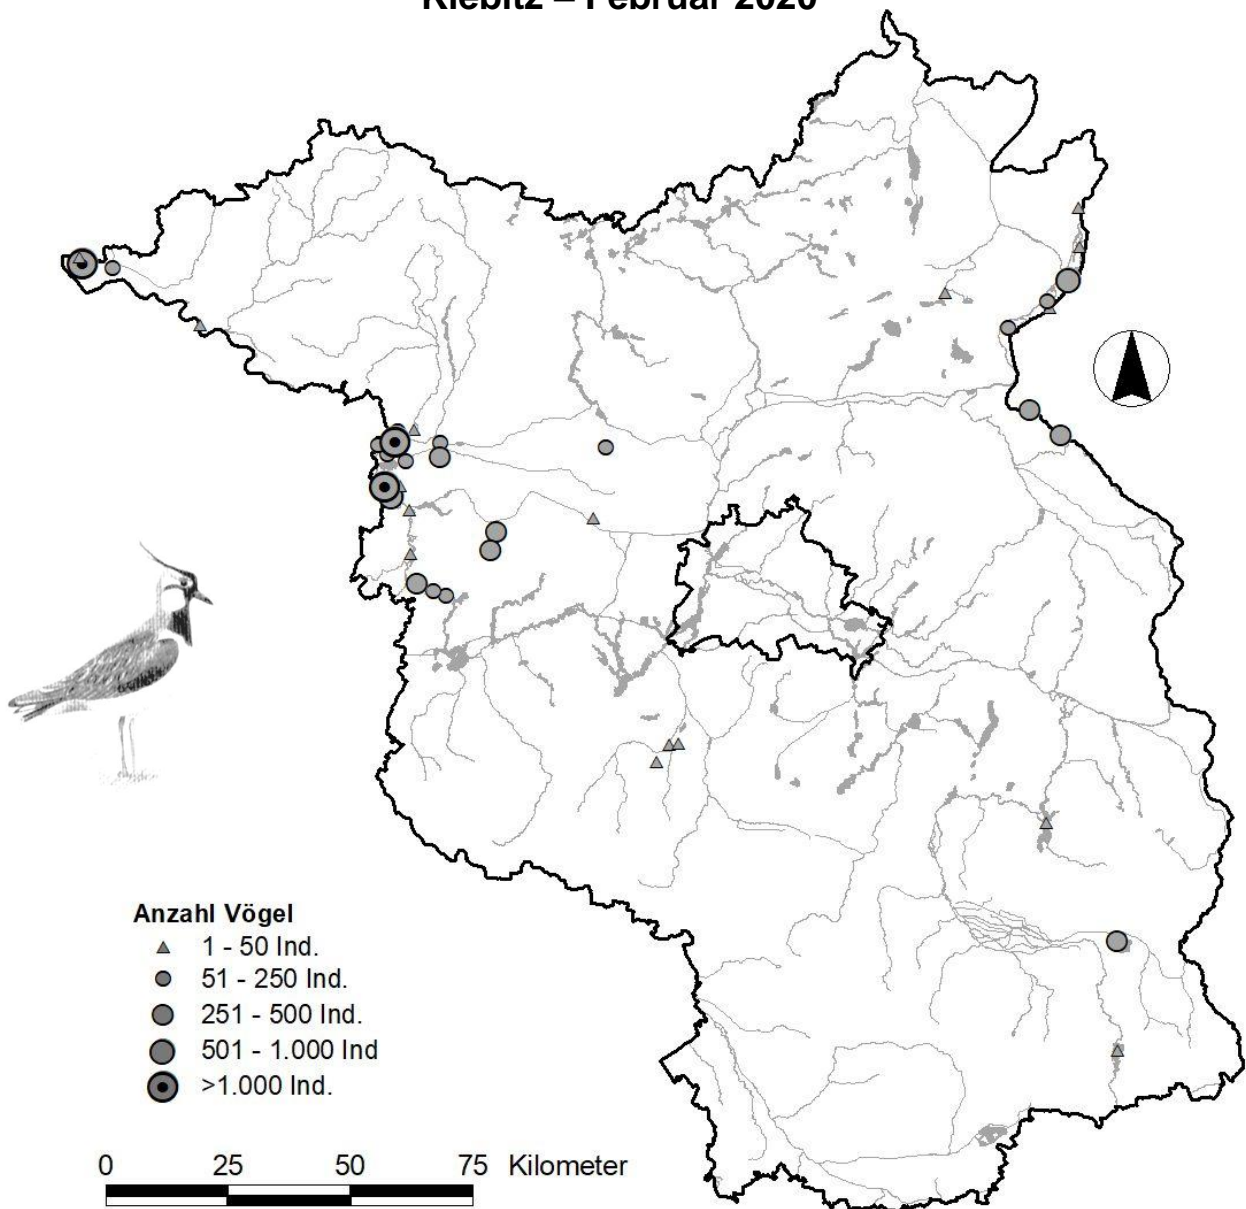 Kiebitz – Februar 2020
Anzahl Vögel
1 - 50 Ind.
51 - 250 Ind.
251 - 500 Ind.
501 - 1.000 Ind
>1.000 Ind.
0 25 50 75 Kilometer